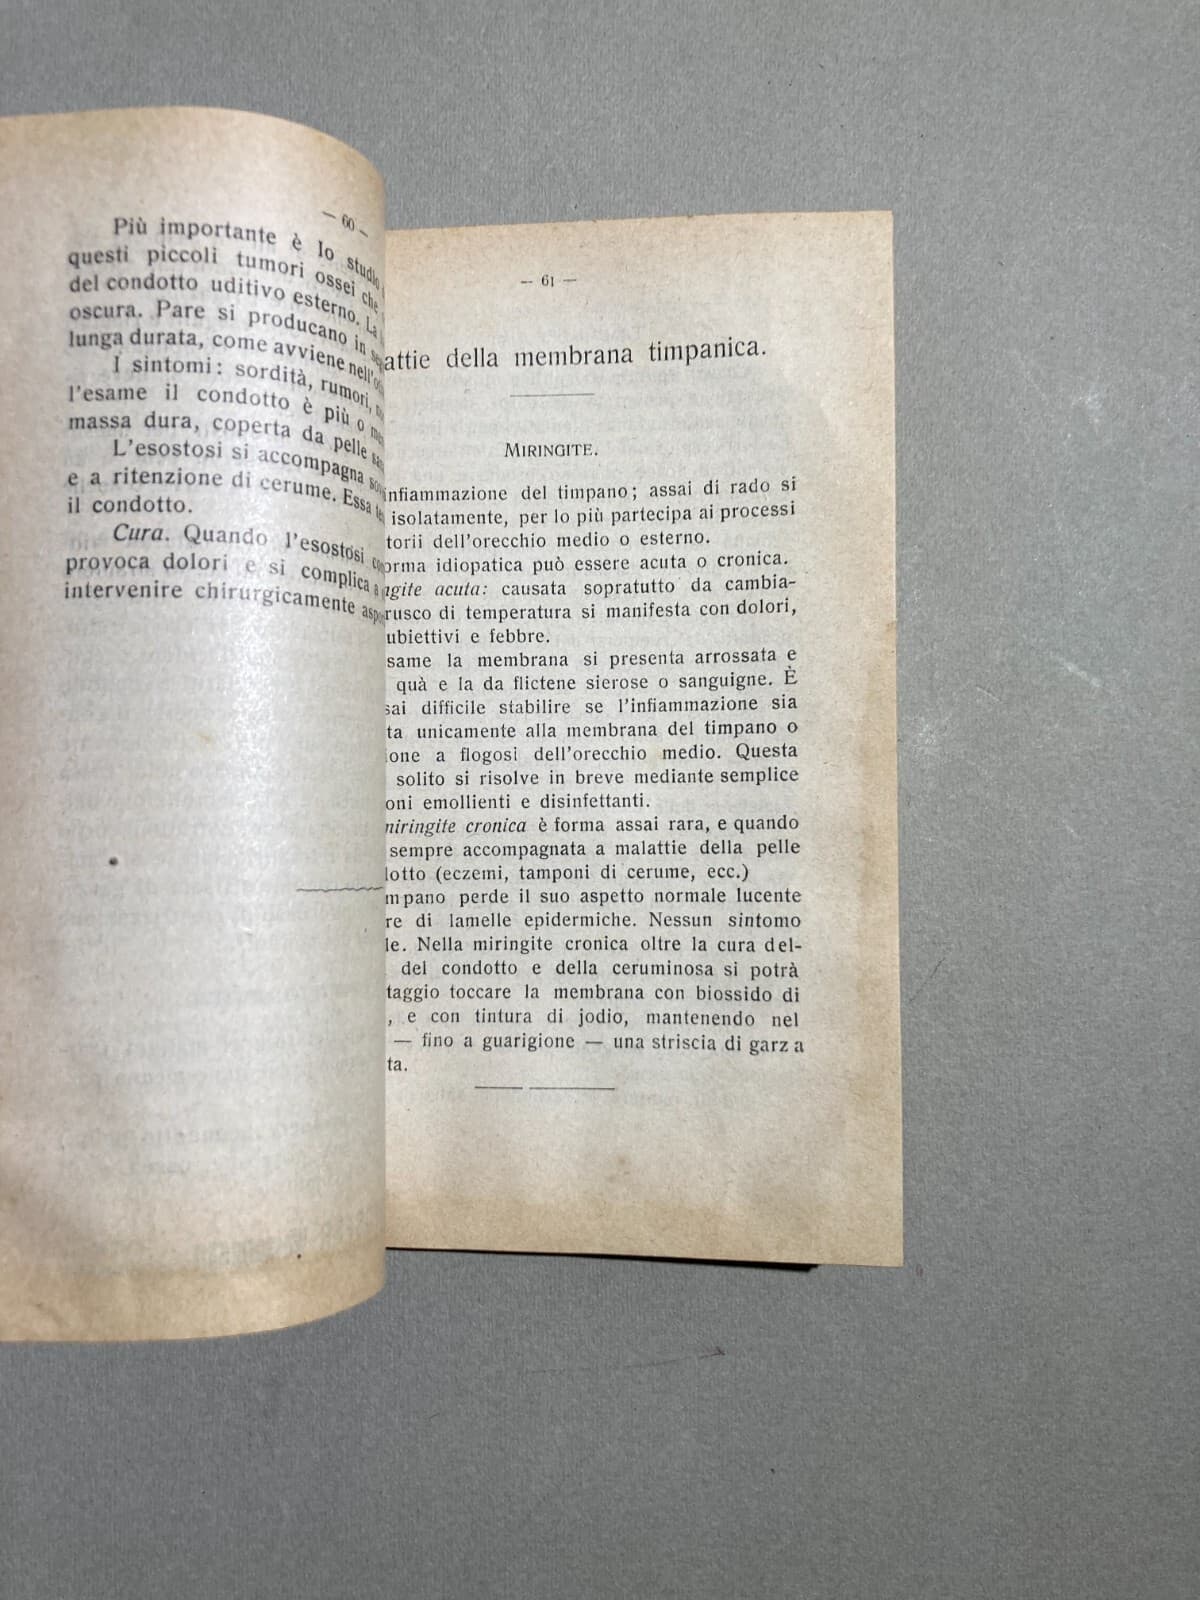 — 60 —
Più importante è lo studio
questi piccoli tumori ossei che
del condotto uditivo esterno. La
oscura. Pare si producano in
lunga durata, come avviene
I sintomi: sordità, rumori,
l'esame il condotto è più o
massa dura, coperta da pelle
L'esostosi si accompagna
e a ritenzione di cerume. Essa
il condotto.
Cura. Quando l'esostosi
provoca dolori e si complica a
intervenire chirurgicamente
— 61 —
attie della membrana timpanica.
MIRINGITE.
infiammazione del timpano; assai di rado si
isolatamente, per lo più partecipa ai processi
torii dell'orecchio medio o esterno.
orma idiopatica può essere acuta o cronica.
gite acuta: causata sopratutto da cambia-
rusco di temperatura si manifesta con dolori,
ubiettivi e febbre.
same la membrana si presenta arrossata e
quà e la da flictene sierose o sanguigne. È
sai difficile stabilire se l'infiammazione sia
ta unicamente alla membrana del timpano o
ione a flogosi dell'orecchio medio. Questa
solito si risolve in breve mediante semplice
oni emollienti e disinfettanti.
miringite cronica è forma assai rara, e quando
sempre accompagnata a malattie della pelle
dotto (eczemi, tamponi di cerume, ecc.)
mpano perde il suo aspetto normale lucente
re di lamelle epidermiche. Nessun sintomo
le. Nella miringite cronica oltre la cura del-
del condotto e della ceruminosa si potrà
taggio toccare la membrana con biossido di
, e con tintura di jodio, mantenendo nel
— fino a guarigione — una striscia di garza
ta.